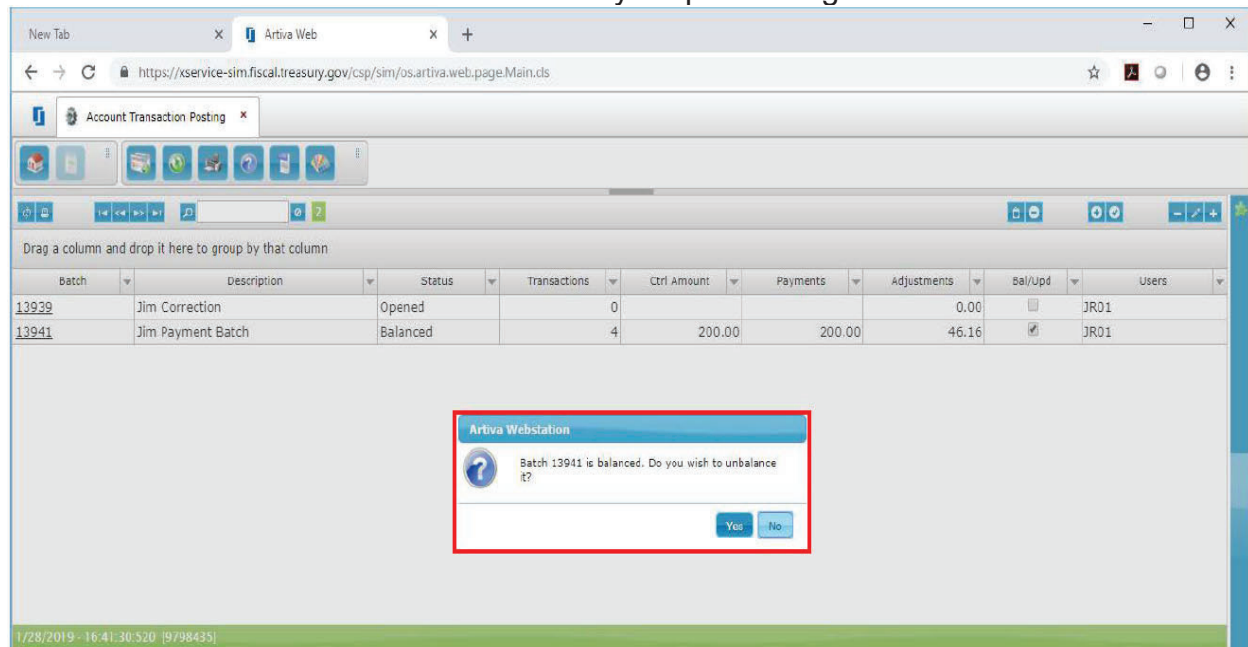 New Tab
Artiva Web
https://xservice-sim.fiscal.treasury.gov/csp/sim/os.artiva.web.page.Main.cls
Account Transaction Posting
Drag a column and drop it here to group by that column
Batch Description Status Transactions Ctrl Amount Payments Adjustments Bal/Upd Users
13939 Jim Correction Opened 0 0.00 JR01
13941 Jim Payment Batch Balanced 4 200.00 200.00 46.16 JR01
Artiva Webstation
Batch 13941 is balanced. Do you wish to unbalance
it?
Yes No
1/28/2019 - 16:41:30:520 [9798435]